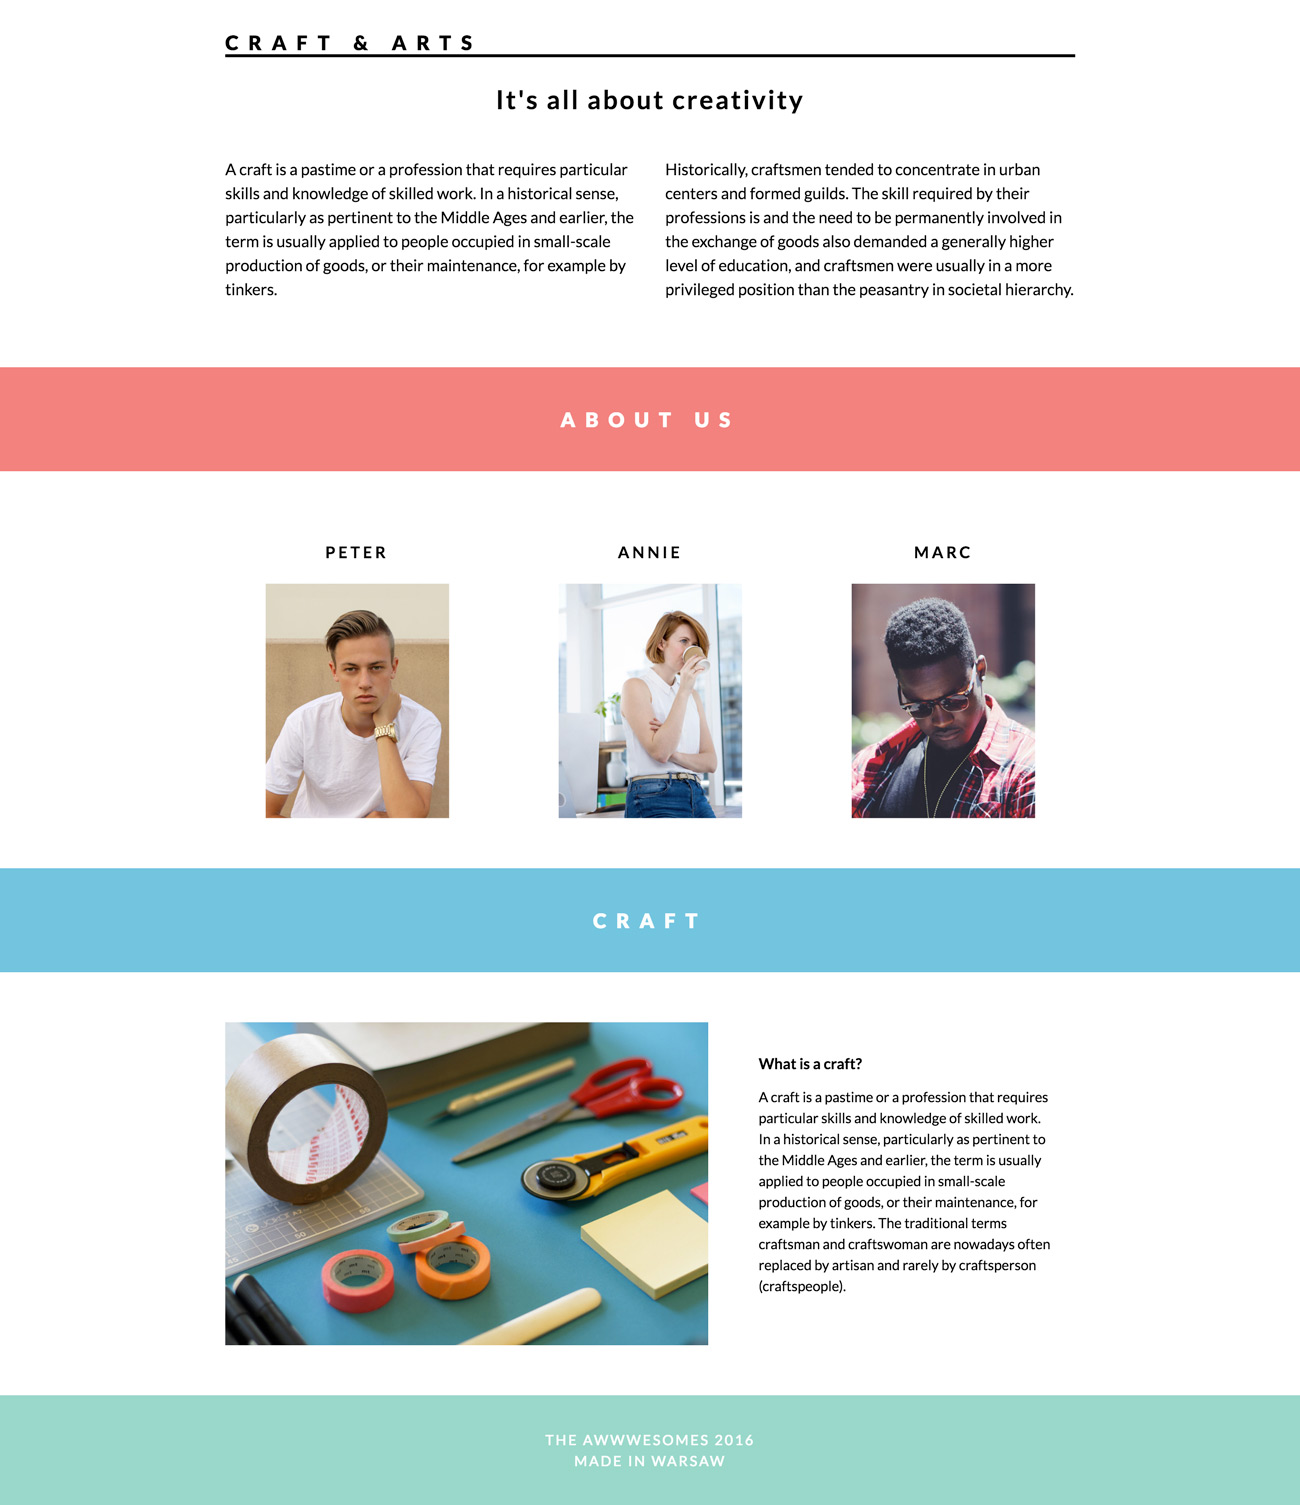 CRAFT & ARTS
It's all about creativity
A craft is a pastime or a profession that requires particular
skills and knowledge of skilled work. In a historical sense,
particularly as pertinent to the Middle Ages and earlier, the
term is usually applied to people occupied in small-scale
production of goods, or their maintenance, for example by
tinkers.
Historically, craftsmen tended to concentrate in urban
centers and formed guilds. The skill required by their
professions is and the need to be permanently involved in
the exchange of goods also demanded a generally higher
level of education, and craftsmen were usually in a more
privileged position than the peasantry in societal hierarchy.
ABOUT US
PETER
ANNIE
MARC
CRAFT
What is a craft?
A craft is a pastime or a profession that requires
particular skills and knowledge of skilled work.
In a historical sense, particularly as pertinent to
the Middle Ages and earlier, the term is usually
applied to people occupied in small-scale
production of goods, or their maintenance, for
example by tinkers. The traditional terms
craftsman and craftswoman are nowadays often
replaced by artisan and rarely by craftsperson
(craftspeople).
THE AWWWESOMES 2016
MADE IN WARSAW